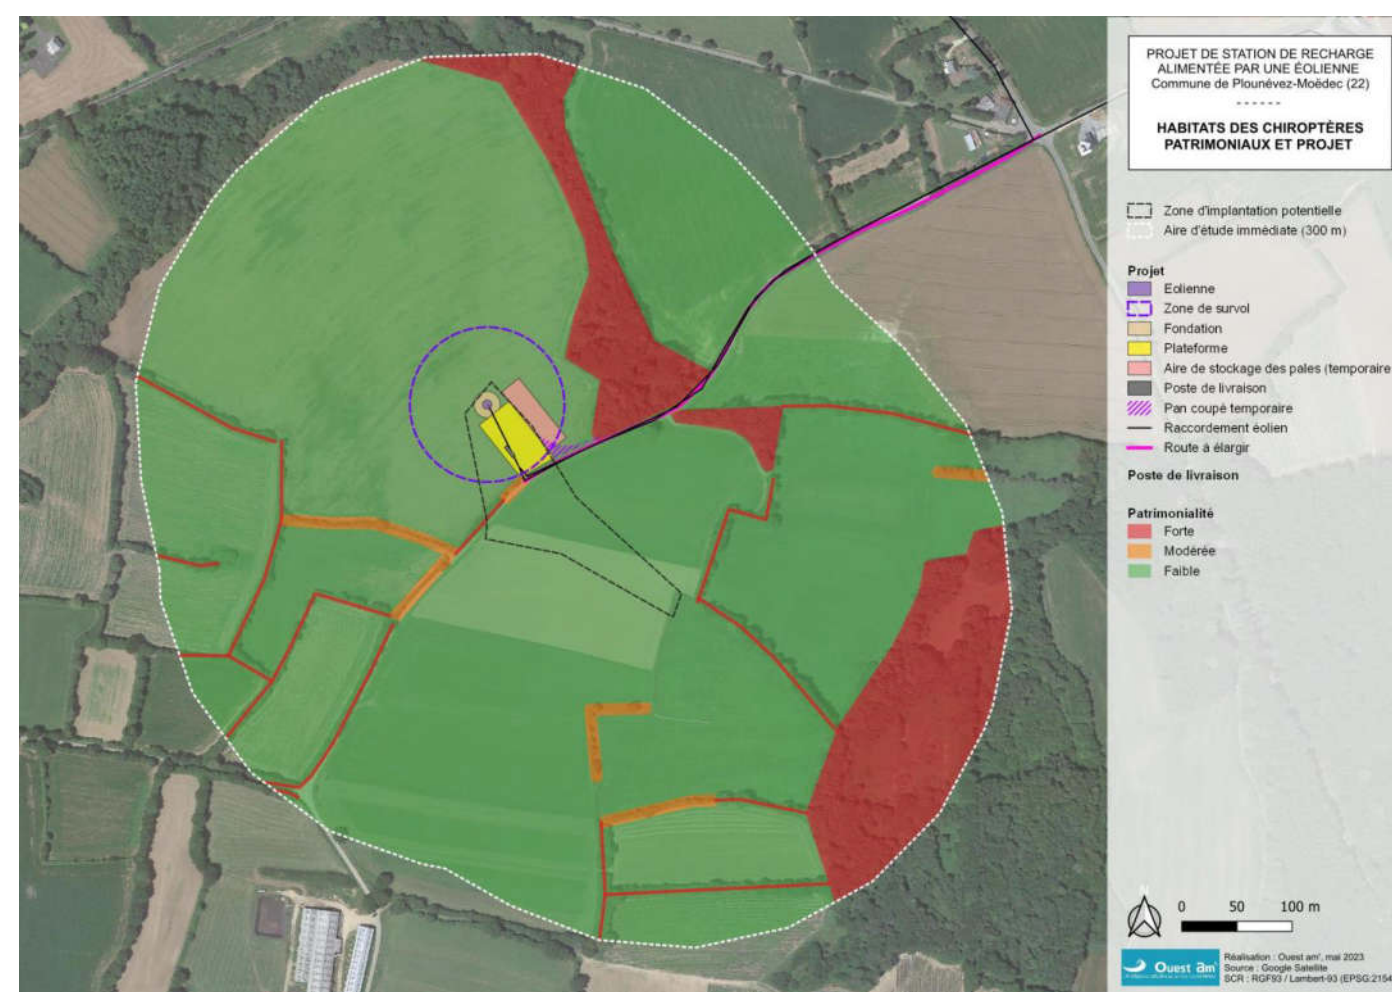 PROJET DE STATION DE RECHARGE
ALIMENTÉE PAR UNE ÉOLIENNE
Commune de Plounévez-Moëdec (22)
------
HABITATS DES CHIROPTÈRES
PATRIMONIAUX ET PROJET
Zone d'implantation potentielle
Aire d'étude immédiate (300 m)
Projet
Eolienne
Zone de survol
Fondation
Plateforme
Aire de stockage des pales (temporaire
Poste de livraison
Pan coupé temporaire
Raccordement éolien
Route à élargir
Poste de livraison
Patrimonialité
Forte
Modérée
Faible
N
0 50 100 m
Ouest am'
Réalisation : Ouest am', mai 2023
Source : Google Satellite
SCR : RGF93 / Lambert-93 (EPSG:2154